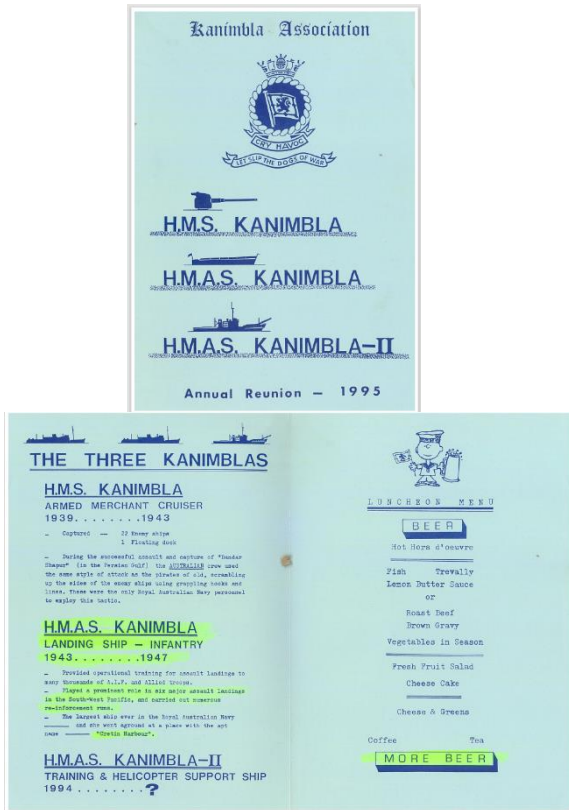 Kanimbla Association
CRY HAVOC
LET SLIP THE DOGS OF WAR
H.M.S. KANIMBLA
H.M.A.S. KANIMBLA
H.M.A.S. KANIMBLA-II
Annual Reunion - 1995
THE THREE KANIMBLAS
H.M.S. KANIMBLA
ARMED MERCHANT CRUISER
1939........1943
- Captured -- 22 Enemy ships
1 Floating dock
- During the successful assault and capture of "Bandar
Shapur" (in the Persian Gulf) the AUSTRALIAN crew used
the same style of attack as the pirates of old, scrambling
up the sides of the enemy ships using grappling hooks and
lines. These were the only Royal Australian Navy personnel
to employ this tactic.
H.M.A.S. KANIMBLA
LANDING SHIP - INFANTRY
1943........1947
- Provided operational training for assault landings to
many thousands of A.I.F. and Allied troops.
- Played a prominent role in six major assault landings
in the South-West Pacific, and carried out numerous
re-inforcement runs.
- The largest ship ever in the Royal Australian Navy
and she went aground at a place with the apt
name "Cretin Harbour".
H.M.A.S. KANIMBLA-II
TRAINING & HELICOPTER SUPPORT SHIP
1994........?
LUNCHEON MENU
BEER
Hot Hors d'oeuvre
Fish Trevally
Lemon Butter Sauce
or
Roast Beef
Brown Gravy
Vegetables in Season
Fresh Fruit Salad
Cheese Cake
Cheese & Greens
Coffee Tea
MORE BEER